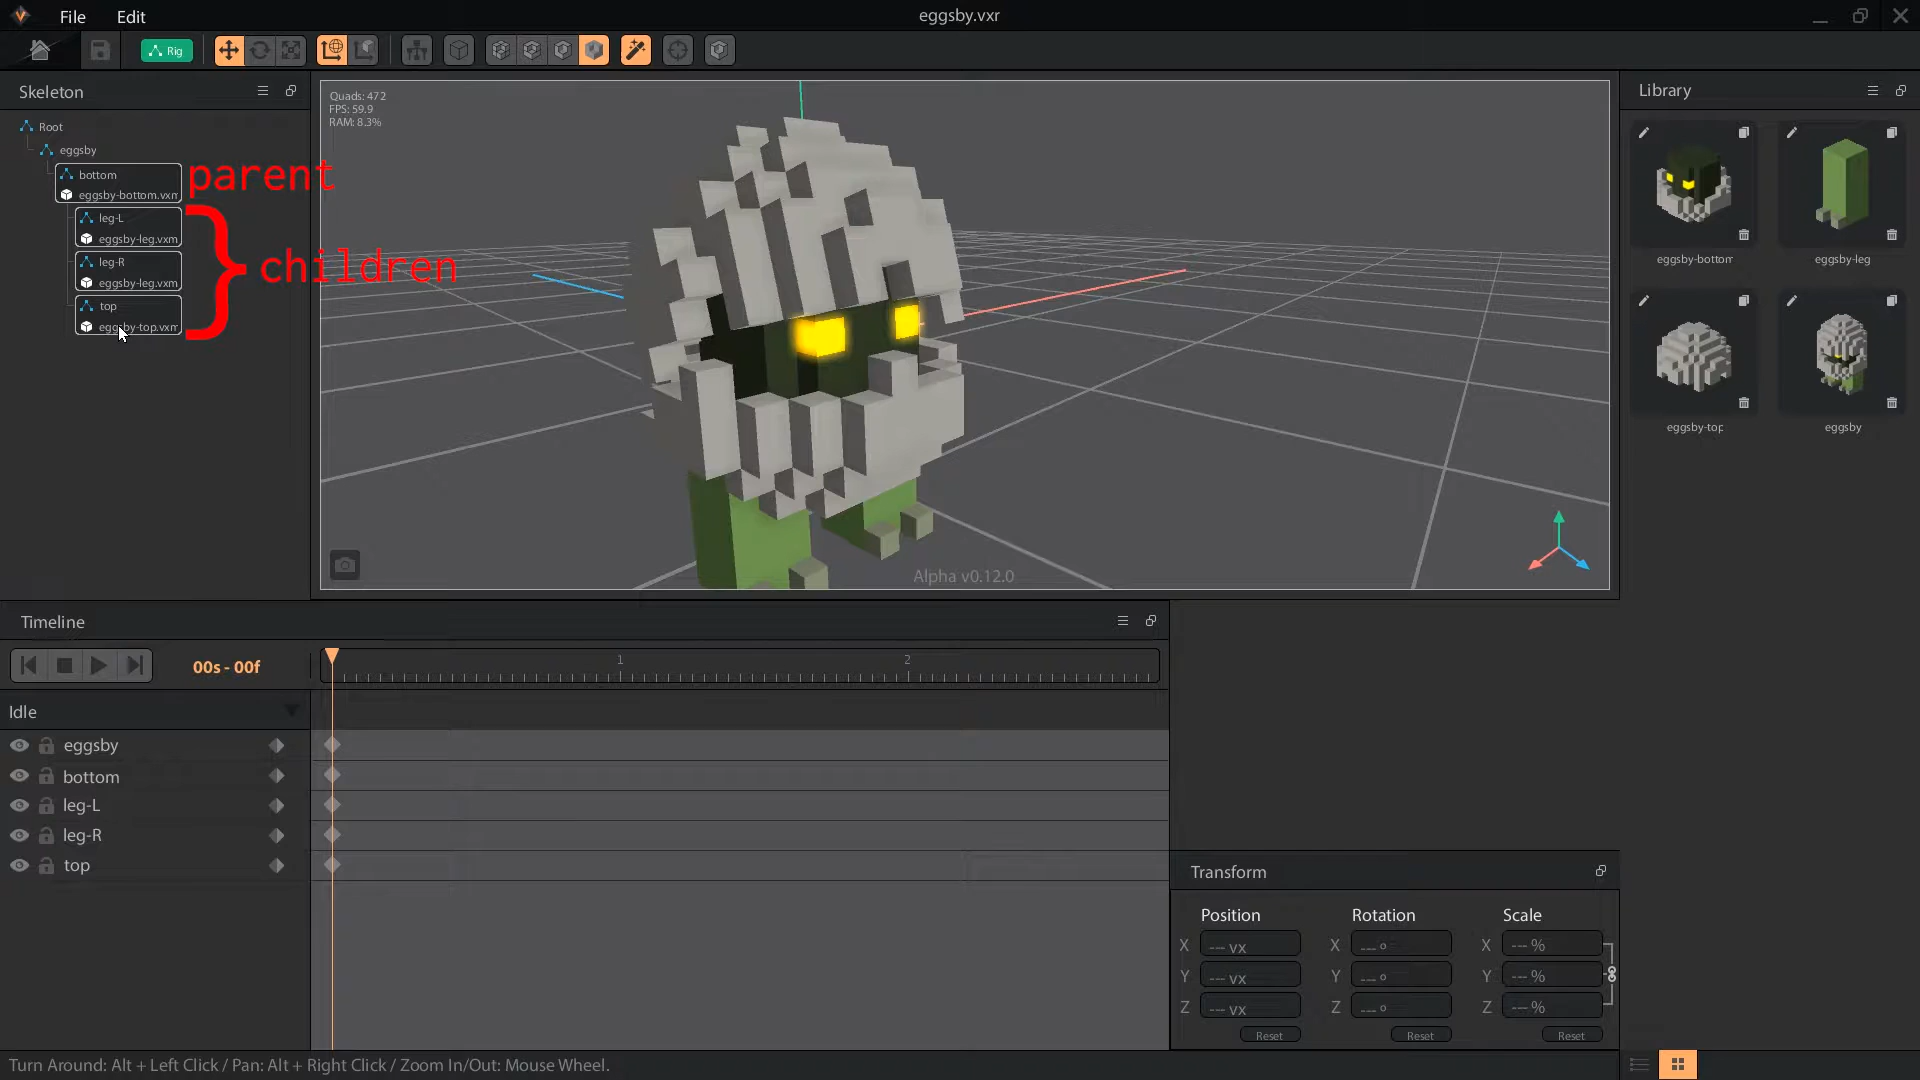 File
Edit
eggsby.vxr
Rig
Skeleton
Library
Root
eggsby
bottom
eggsby-bottom.vxm
leg-L
eggsby-leg.vxm
leg-R
eggsby-leg.vxm
top
eggsby-top.vxm
parent
children
Quads: 472
FPS: 59.9
RAM: 8.3%
Alpha v0.12.0
eggsby-bottom
eggsby-leg
eggsby-top
eggsby
Timeline
00s - 00f
1
2
Idle
eggsby
bottom
leg-L
leg-R
top
Transform
Position
Rotation
Scale
X --- vx
X --- °
X --- %
Y --- vx
Y --- °
Y --- %
Z --- vx
Z --- °
Z --- %
Reset
Reset
Reset
Turn Around: Alt + Left Click / Pan: Alt + Right Click / Zoom In/Out: Mouse Wheel.